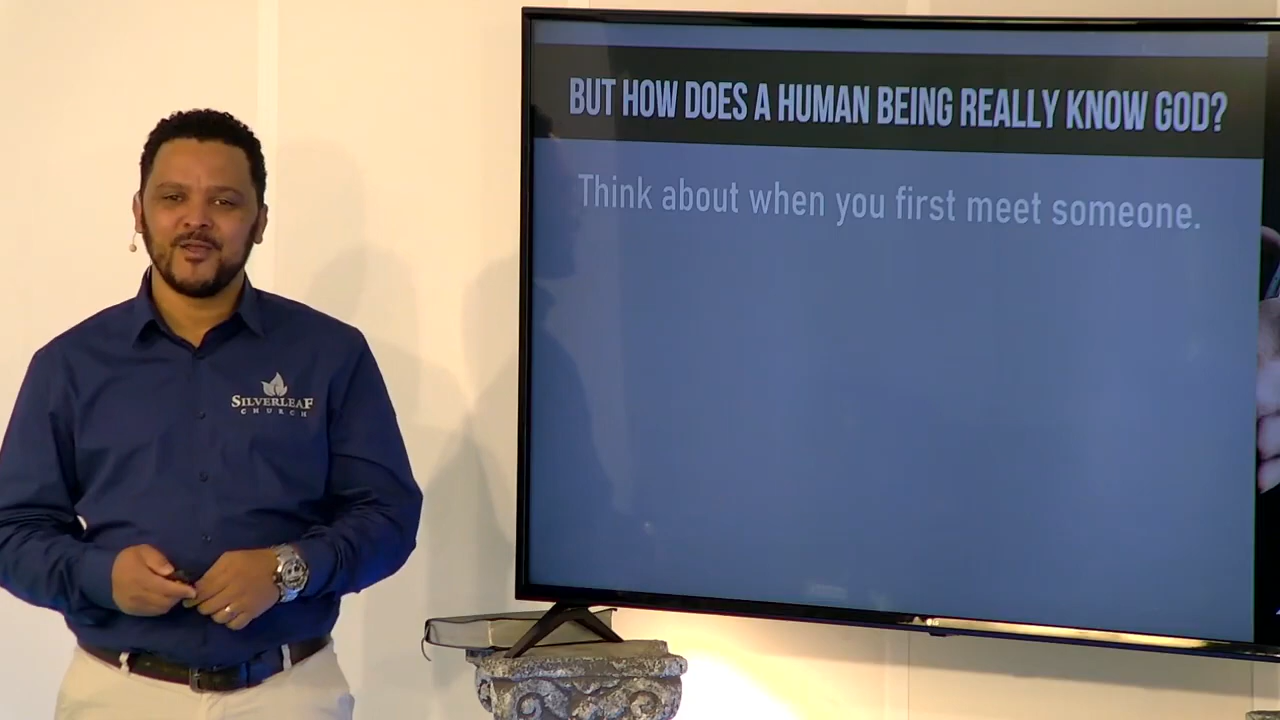 SILVERLEAF
CHURCH
BUT HOW DOES A HUMAN BEING REALLY KNOW GOD?
Think about when you first meet someone.